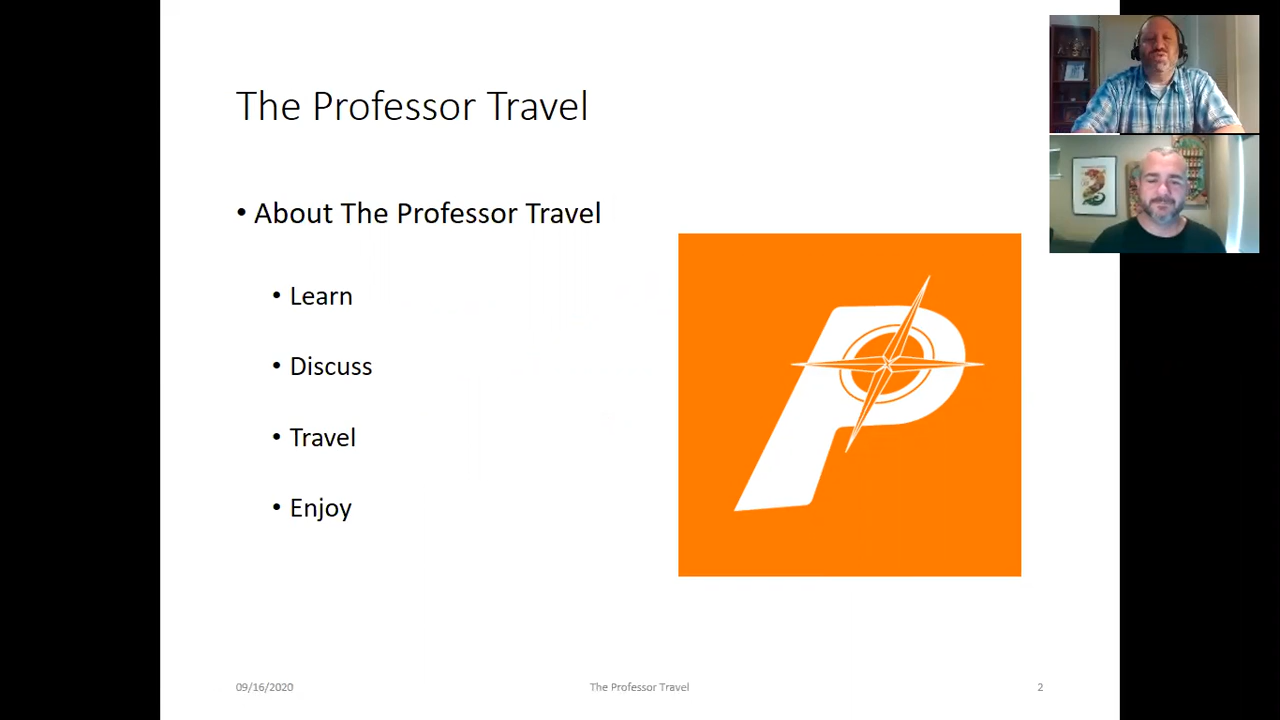 The Professor Travel
• About The Professor Travel
• Learn
• Discuss
• Travel
• Enjoy
P
09/16/2020
The Professor Travel
2